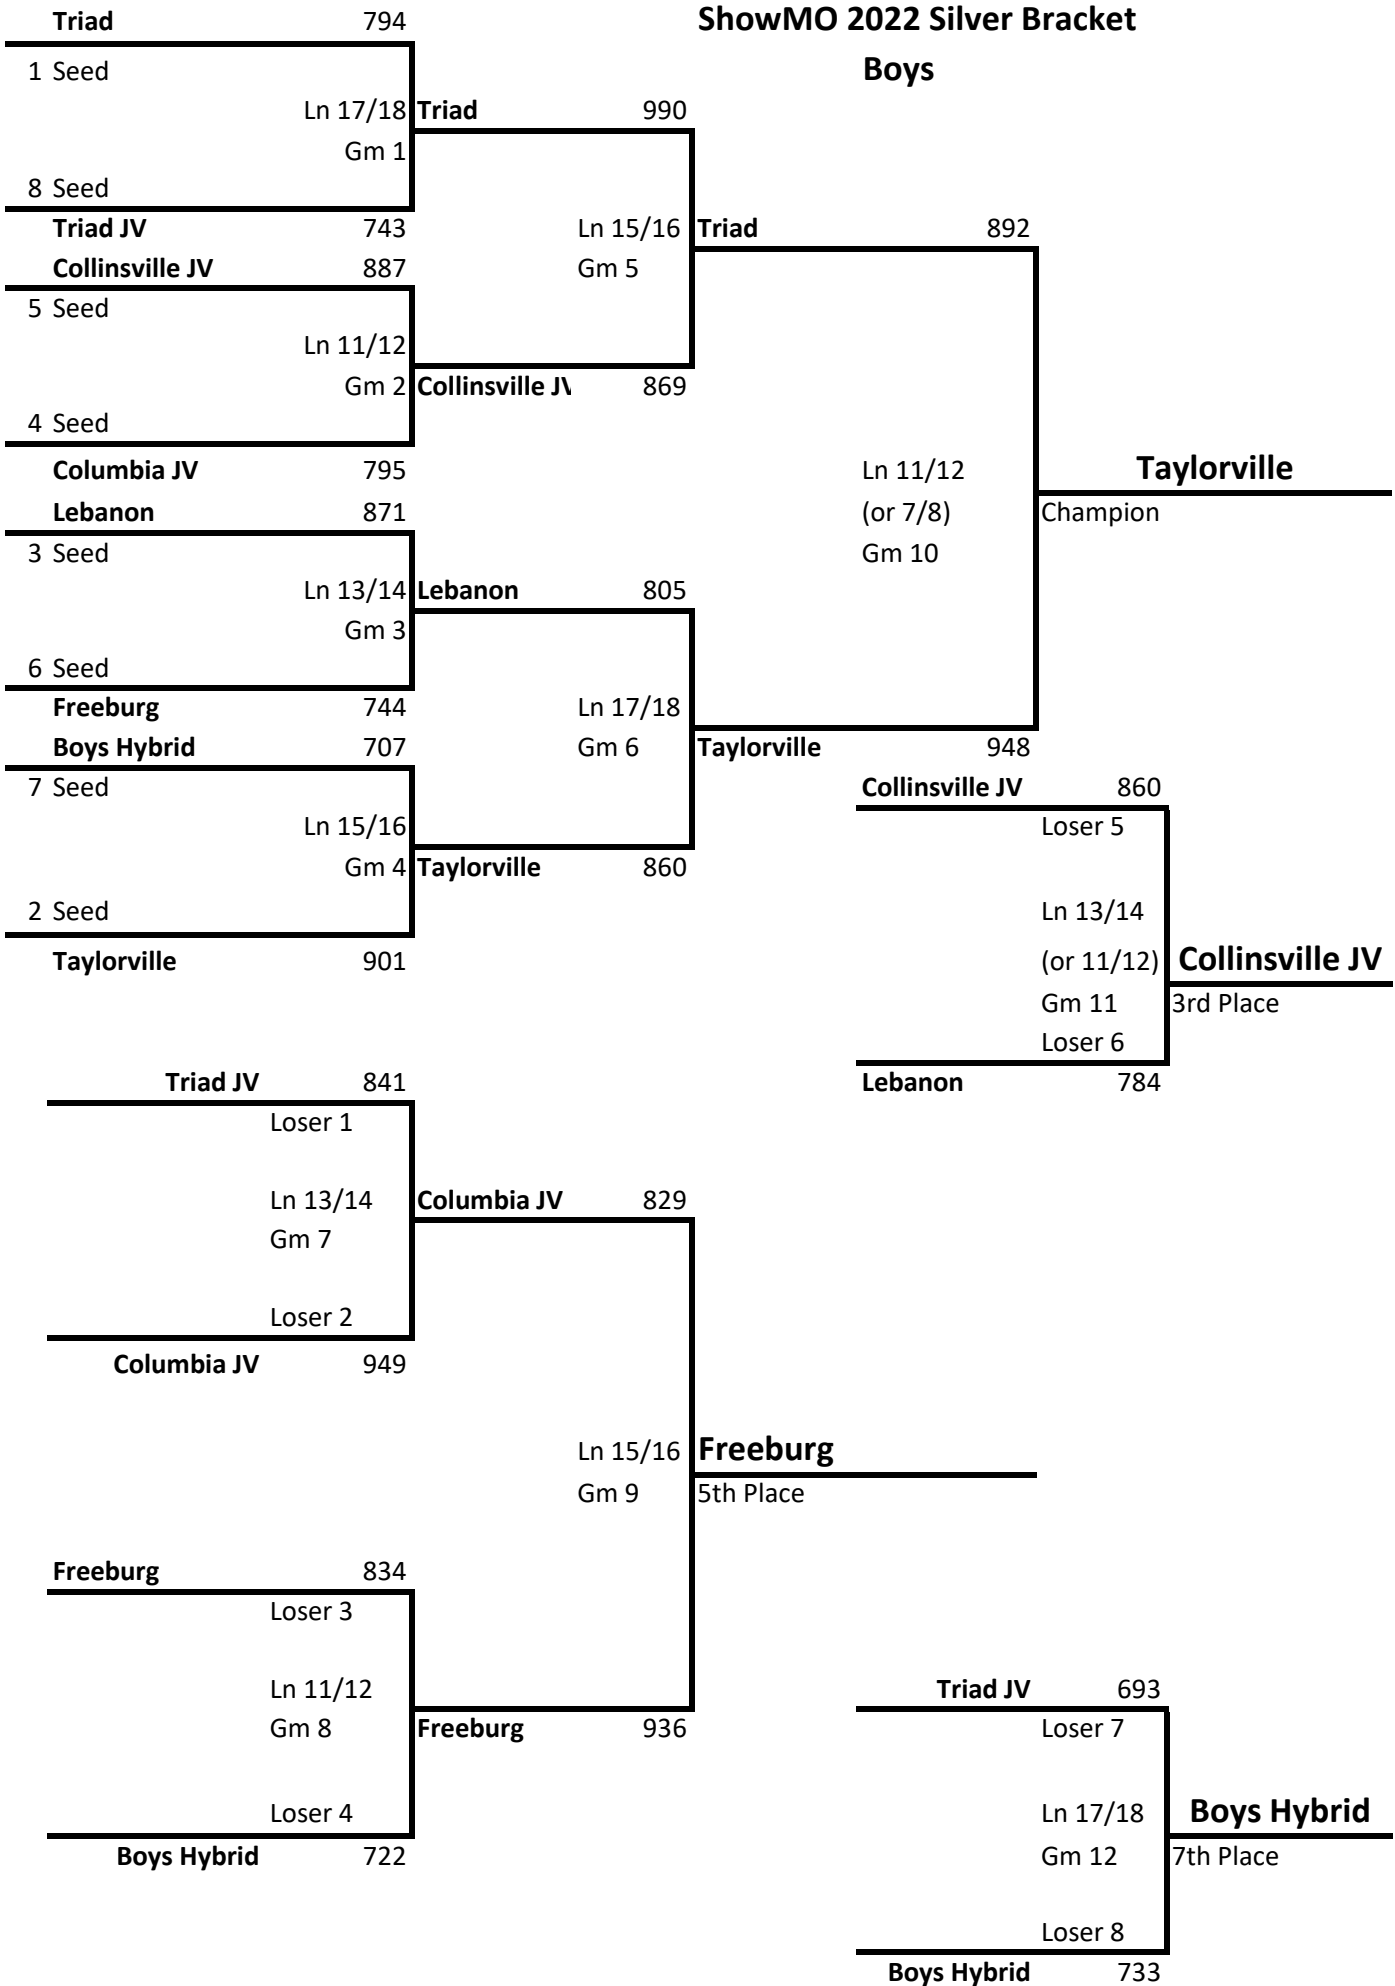 Triad 794 ShowMO 2022 Silver Bracket
1 Seed Boys
Ln 17/18 Triad 990
Gm 1
8 Seed
Triad JV 743 Ln 15/16 Triad 892
Collinsville JV 887 Gm 5
5 Seed
Ln 11/12
Gm 2 Collinsville JV 869
4 Seed
Columbia JV 795 Ln 11/12 Taylorville
Lebanon 871 (or 7/8) Champion
3 Seed Gm 10
Ln 13/14 Lebanon 805
Gm 3
6 Seed
Freeburg 744 Ln 17/18
Boys Hybrid 707 Gm 6 Taylorville 948
7 Seed Collinsville JV 860
Ln 15/16 Loser 5
Gm 4 Taylorville 860
2 Seed Ln 13/14
Taylorville 901 (or 11/12) Collinsville JV
Gm 11 3rd Place
Loser 6
Triad JV 841 Lebanon 784
Loser 1
Ln 13/14 Columbia JV 829
Gm 7
Loser 2
Columbia JV 949
Ln 15/16 Freeburg
Gm 9 5th Place
Freeburg 834
Loser 3
Ln 11/12 Triad JV 693
Gm 8 Freeburg 936 Loser 7
Loser 4 Ln 17/18 Boys Hybrid
Boys Hybrid 722 Gm 12 7th Place
Loser 8
Boys Hybrid 733